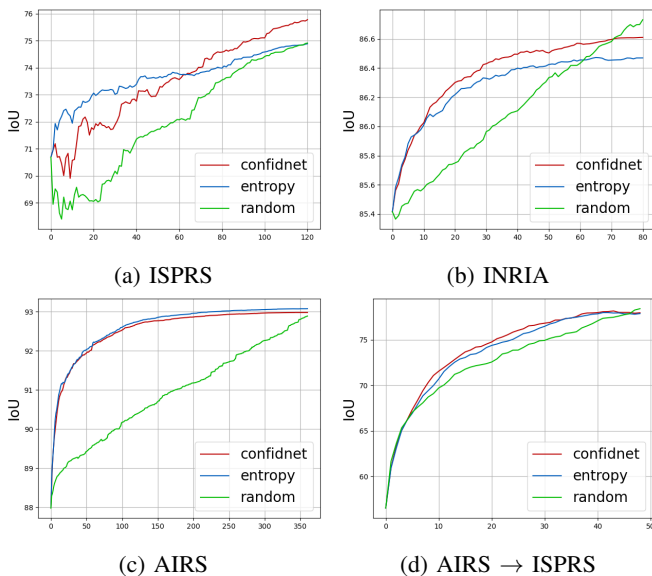 76
75
74
73
72
71
70
69
IoU
0 20 40 60 80 100 120
confidnet
entropy
random
(a) ISPRS
86.6
86.4
86.2
86.0
85.8
85.6
85.4
IoU
0 10 20 30 40 50 60 70 80
confidnet
entropy
random
(b) INRIA
93
92
91
90
89
88
IoU
0 50 100 150 200 250 300 350
confidnet
entropy
random
(c) AIRS
75
70
65
60
IoU
0 10 20 30 40 50
confidnet
entropy
random
(d) AIRS → ISPRS